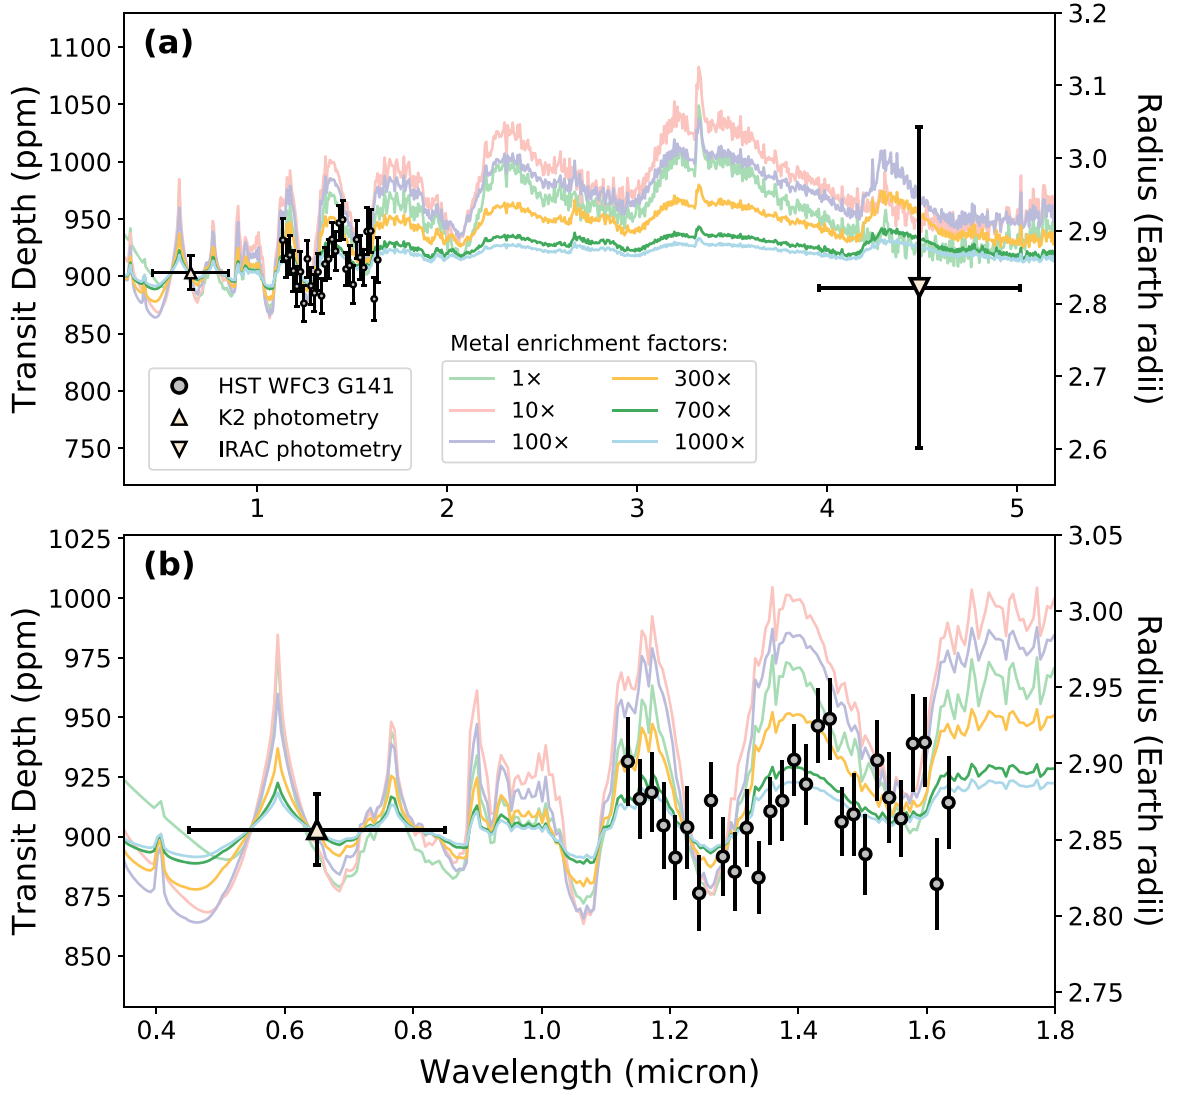 (a)
Transit Depth (ppm)
1100
1050
1000
950
900
850
800
750
3.2
3.1
3.0
2.9
2.8
2.7
2.6
Radius (Earth radii)
HST WFC3 G141
K2 photometry
IRAC photometry
Metal enrichment factors:
1× 300×
10× 700×
100× 1000×
1 2 3 4 5
(b)
Transit Depth (ppm)
1025
1000
975
950
925
900
875
850
3.05
3.00
2.95
2.90
2.85
2.80
2.75
Radius (Earth radii)
0.4 0.6 0.8 1.0 1.2 1.4 1.6 1.8
Wavelength (micron)